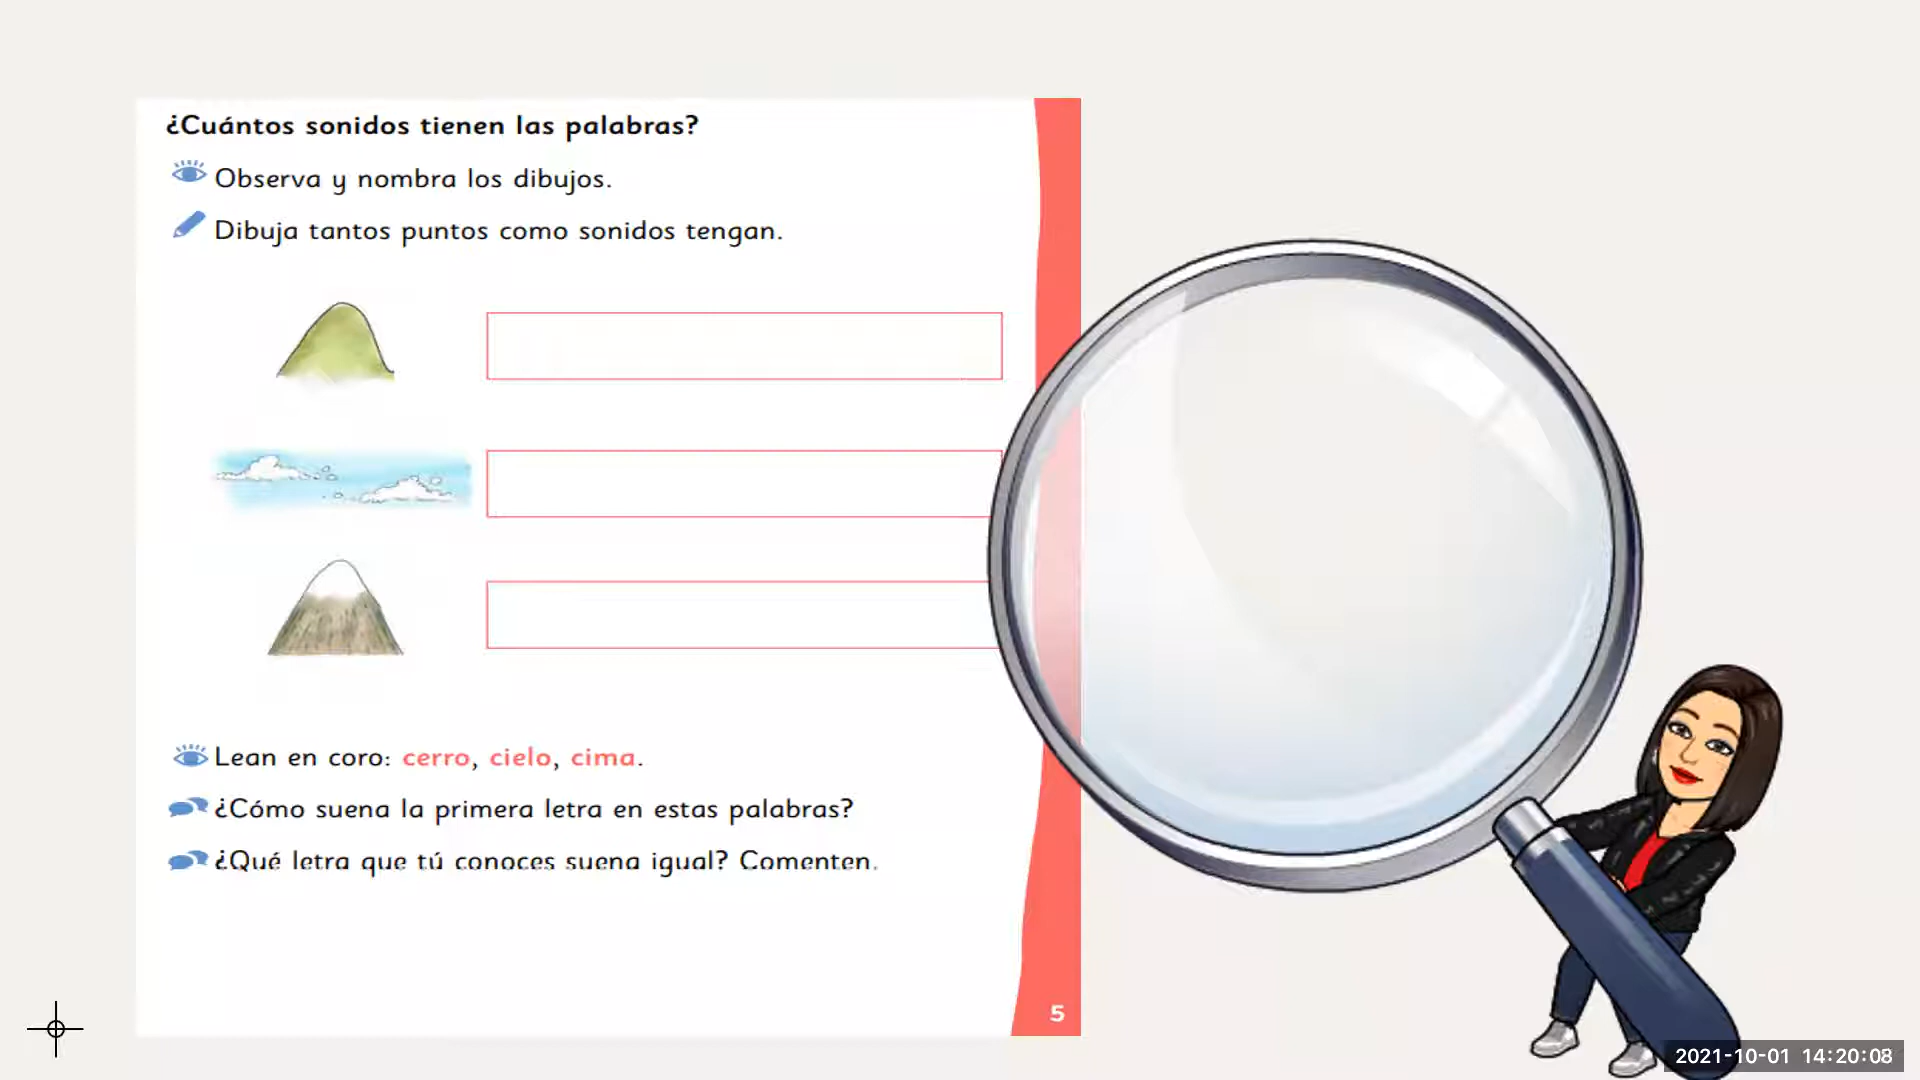 ¿Cuántos sonidos tienen las palabras?
Observa y nombra los dibujos.
Dibuja tantos puntos como sonidos tengan.
Lean en coro: cerro, cielo, cima.
¿Cómo suena la primera letra en estas palabras?
¿Qué letra que tú conoces suena igual? Comenten.
5
2021-10-01 14:20:08